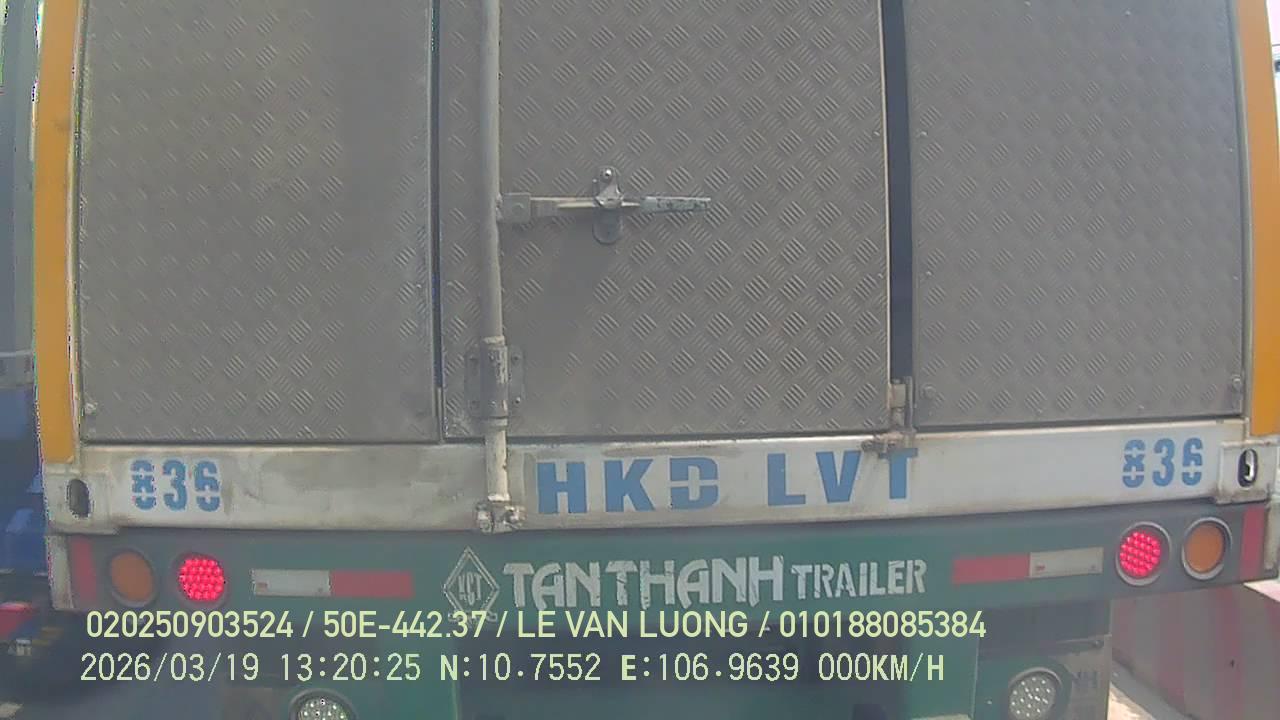 836 HKD LVT 836
KCT TANTHANH TRAILER
020250903524 / 50E-442.37 / LE VAN LUONG / 010188085384
2026/03/19 13:20:25 N:10.7552 E:106.9639 000KM/H